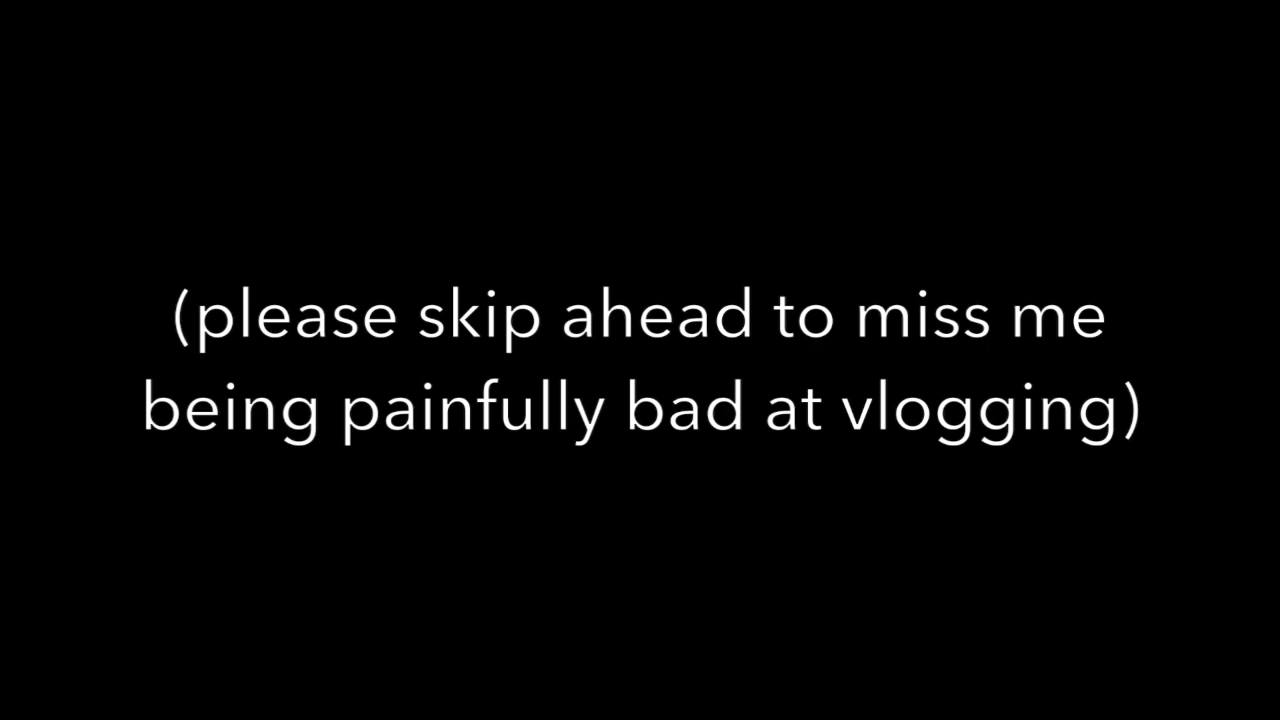 (please skip ahead to miss me
being painfully bad at vlogging)